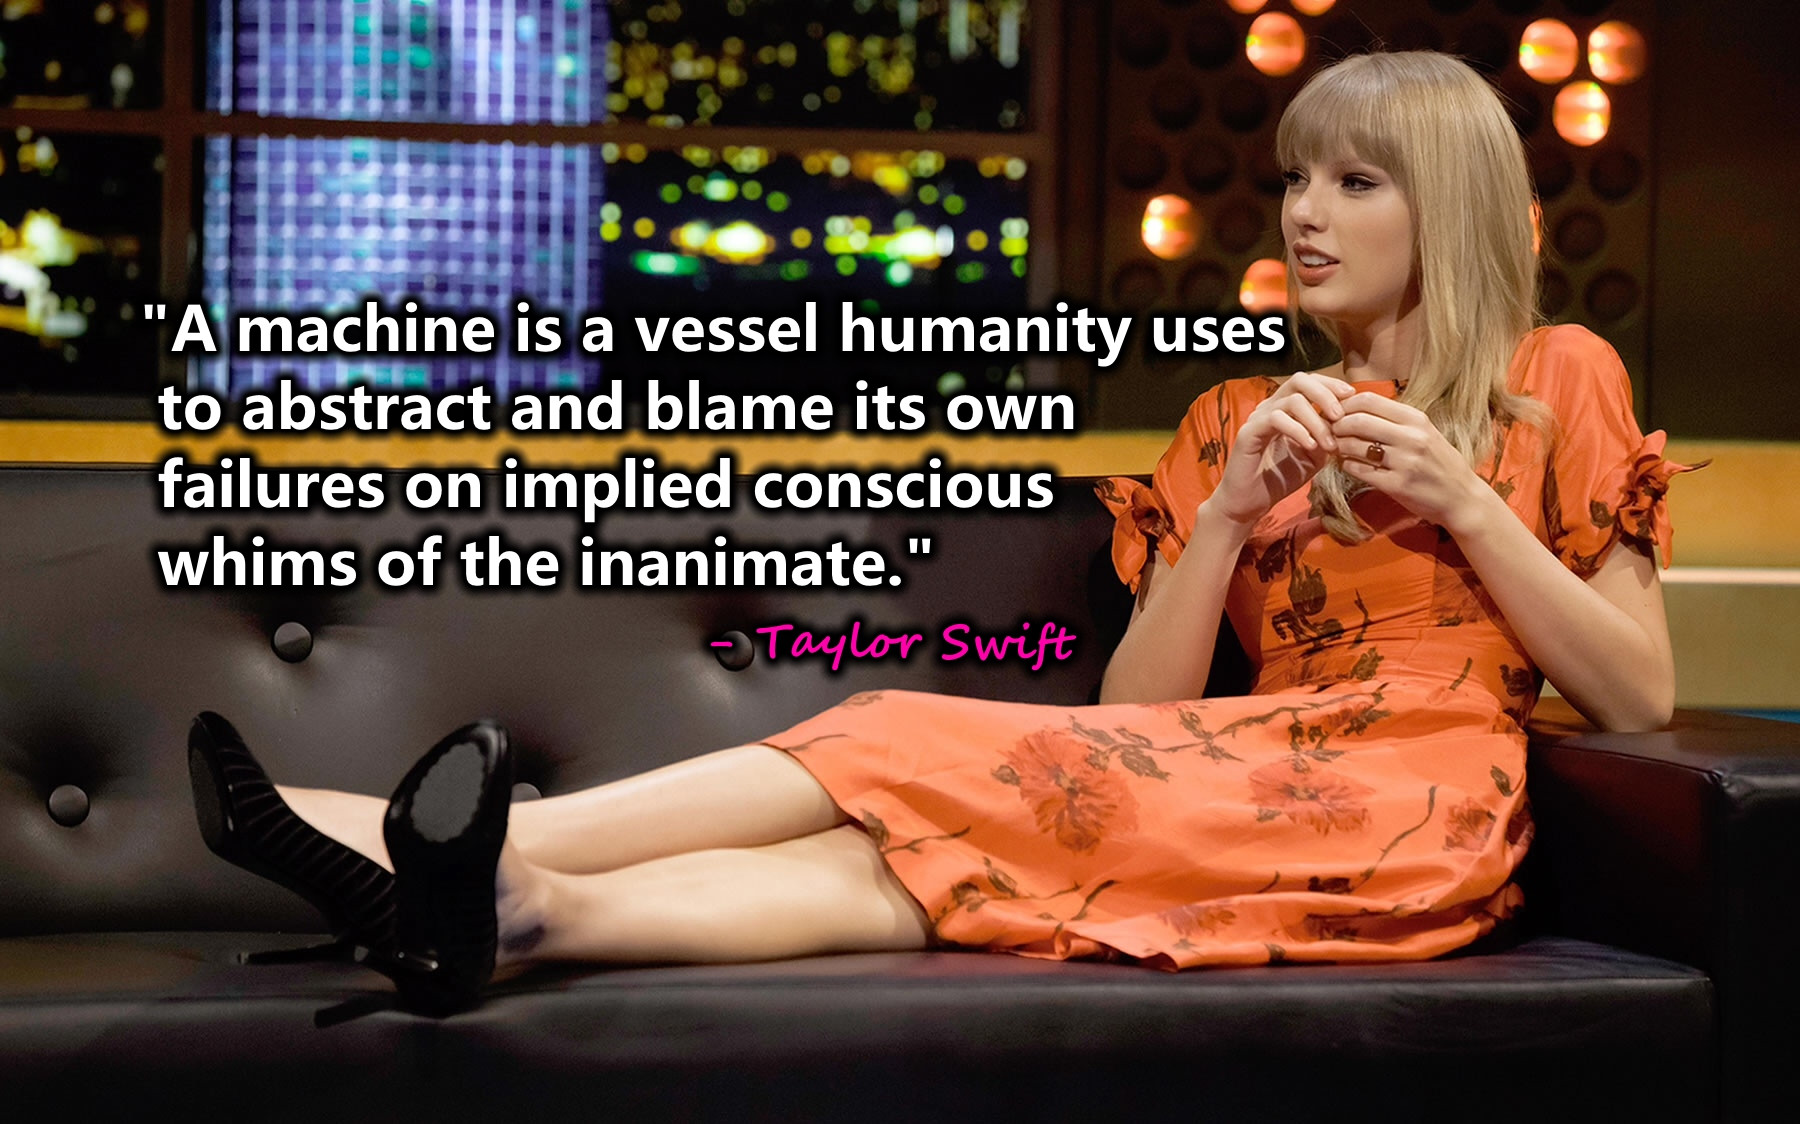 "A machine is a vessel humanity uses
to abstract and blame its own
failures on implied conscious
whims of the inanimate."
- Taylor Swift